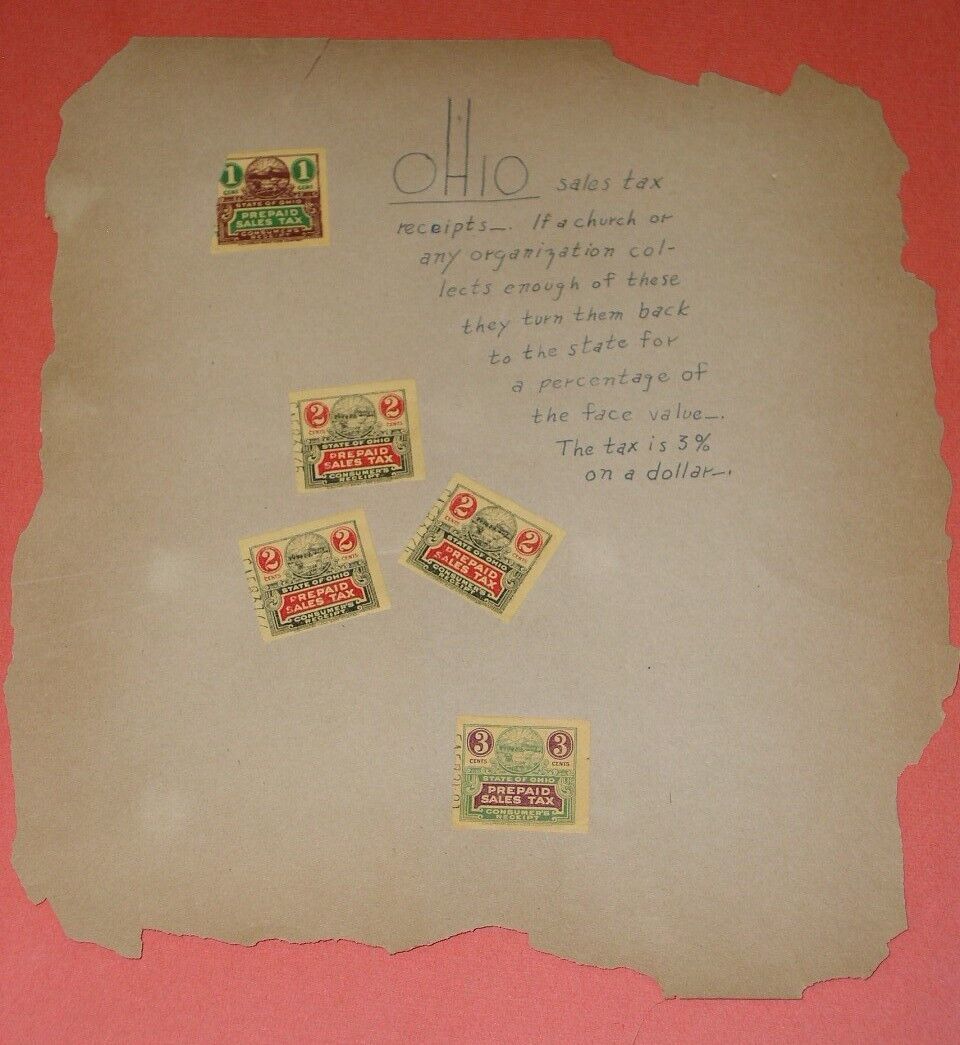 OHIO sales tax
receipts. If a church or
any organization col-
lects enough of these
they turn them back
to the state for
a percentage of
the face value.
The tax is 3%
on a dollar.
1 1
CENT CENT
STATE OF OHIO
PREPAID
SALES TAX
CONSUMER'S
RECEIPT
2 2
CENTS CENTS
STATE OF OHIO
PREPAID
SALES TAX
CONSUMER'S
RECEIPT
2 2
CENTS CENTS
STATE OF OHIO
PREPAID
SALES TAX
CONSUMER'S
RECEIPT
2 2
CENTS CENTS
STATE OF OHIO
PREPAID
SALES TAX
CONSUMER'S
RECEIPT
3 3
CENTS CENTS
STATE OF OHIO
PREPAID
SALES TAX
CONSUMER'S
RECEIPT